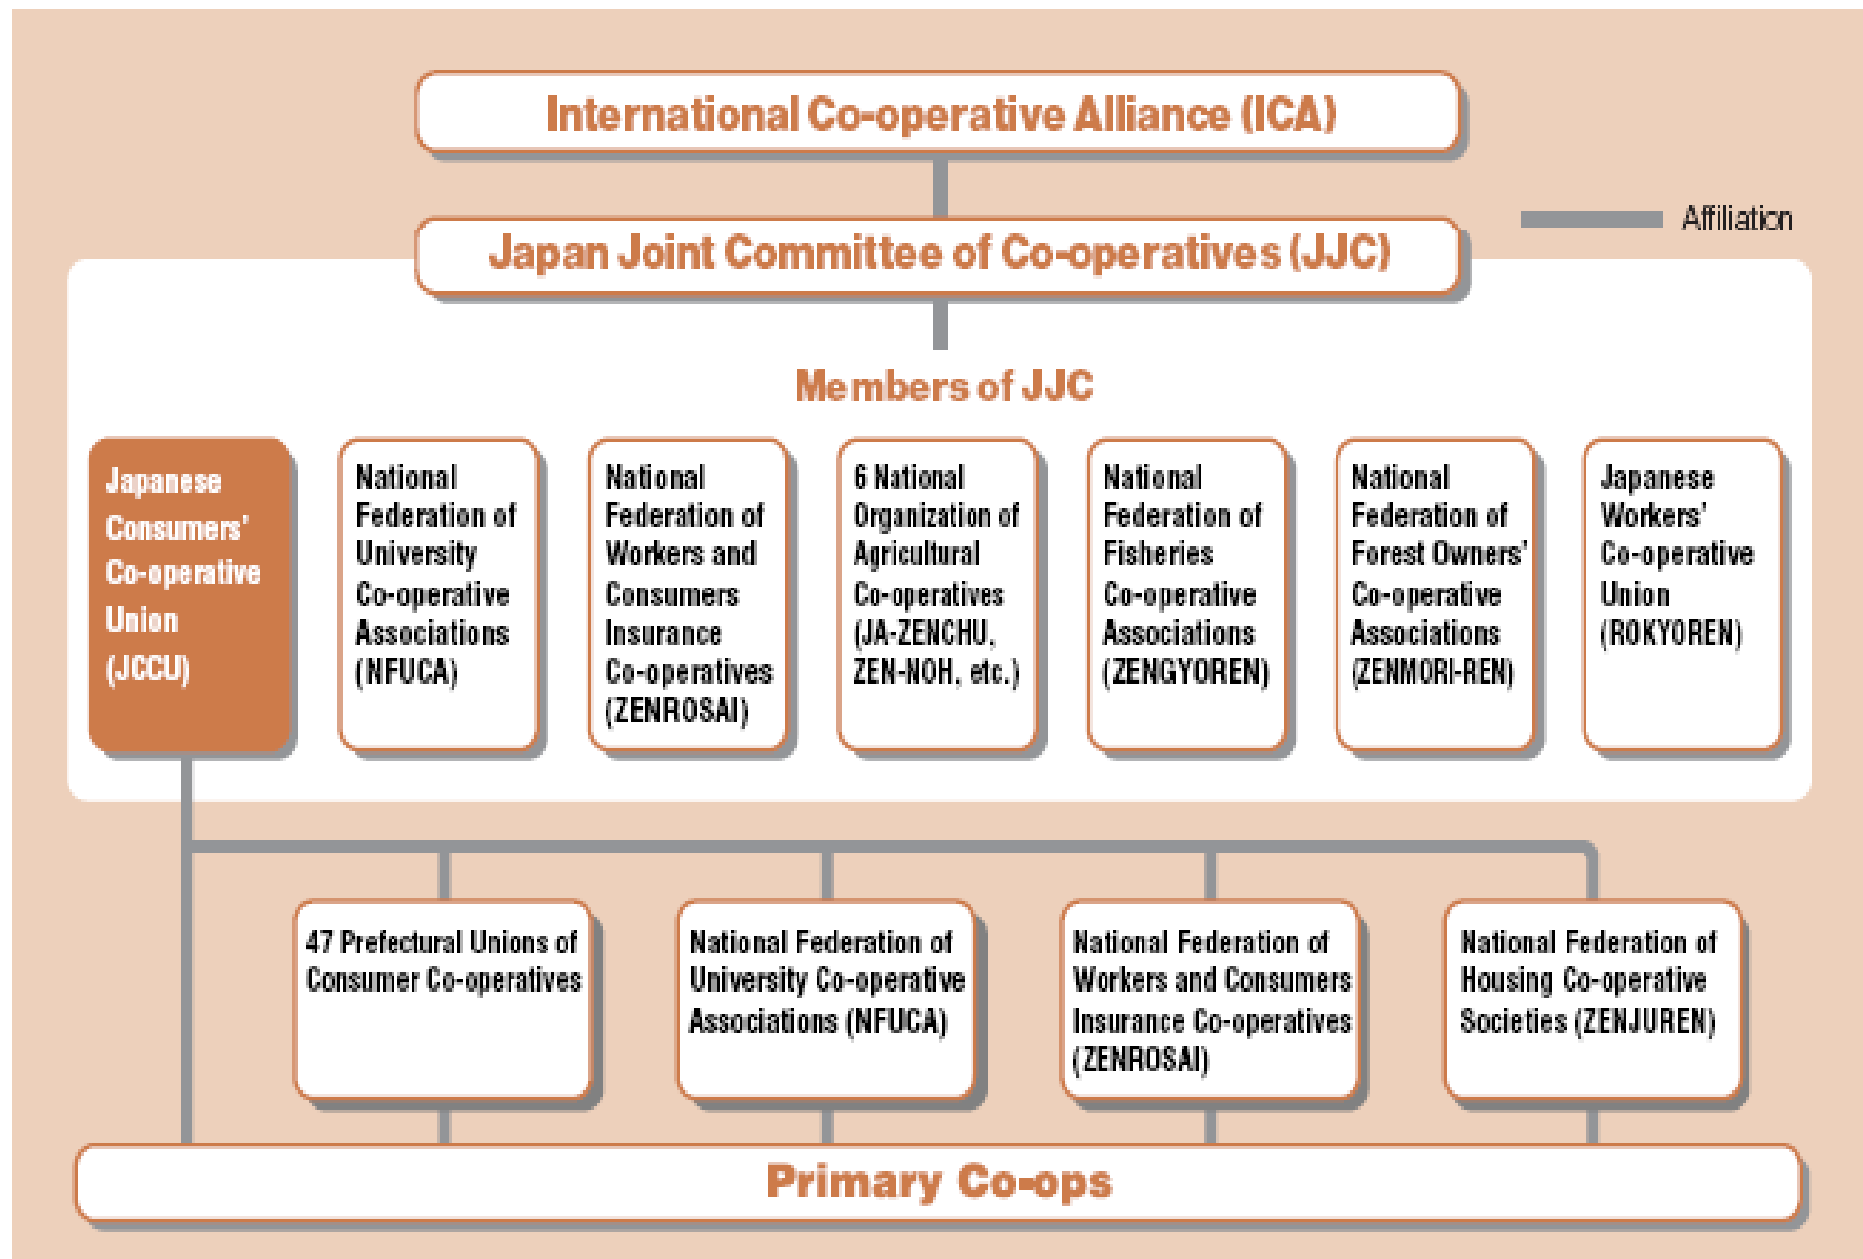 International Co-operative Alliance (ICA)
Affiliation
Japan Joint Committee of Co-operatives (JJC)
Members of JJC
Japanese
Consumers'
Co-operative
Union
(JCCU)
National
Federation of
University
Co-operative
Associations
(NFUCA)
National
Federation of
Workers and
Consumers
Insurance
Co-operatives
(ZENROSAI)
6 National
Organization of
Agricultural
Co-operatives
(JA-ZENCHU,
ZEN-NOH, etc.)
National
Federation of
Fisheries
Co-operative
Associations
(ZENGYOREN)
National
Federation of
Forest Owners'
Co-operative
Associations
(ZENMORI-REN)
Japanese
Workers'
Co-operative
Union
(ROKYOREN)
47 Prefectural Unions of
Consumer Co-operatives
National Federation of
University Co-operative
Associations (NFUCA)
National Federation of
Workers and Consumers
Insurance Co-operatives
(ZENROSAI)
National Federation of
Housing Co-operative
Societies (ZENJUREN)
Primary Co-ops